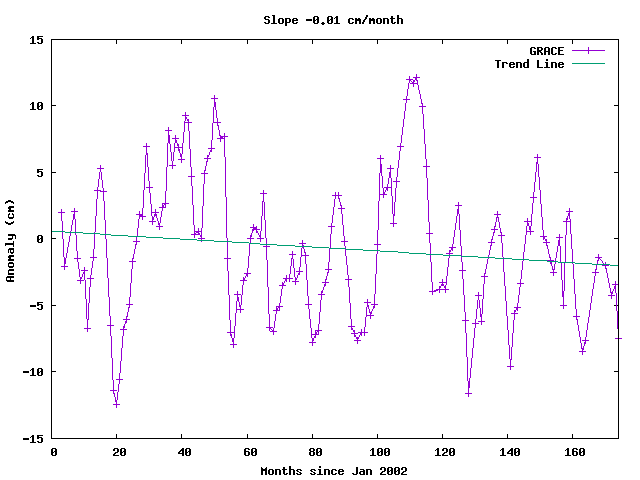 Slope -0.01 cm/month
GRACE
Trend Line
Anomaly (cm)
15
10
5
0
-5
-10
-15
0 20 40 60 80 100 120 140 160
Months since Jan 2002